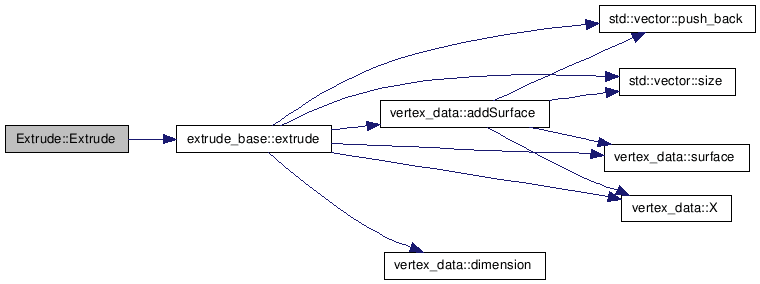 Extrude::Extrude
extrude_base::extrude
std::vector::push_back
std::vector::size
vertex_data::addSurface
vertex_data::surface
vertex_data::X
vertex_data::dimension